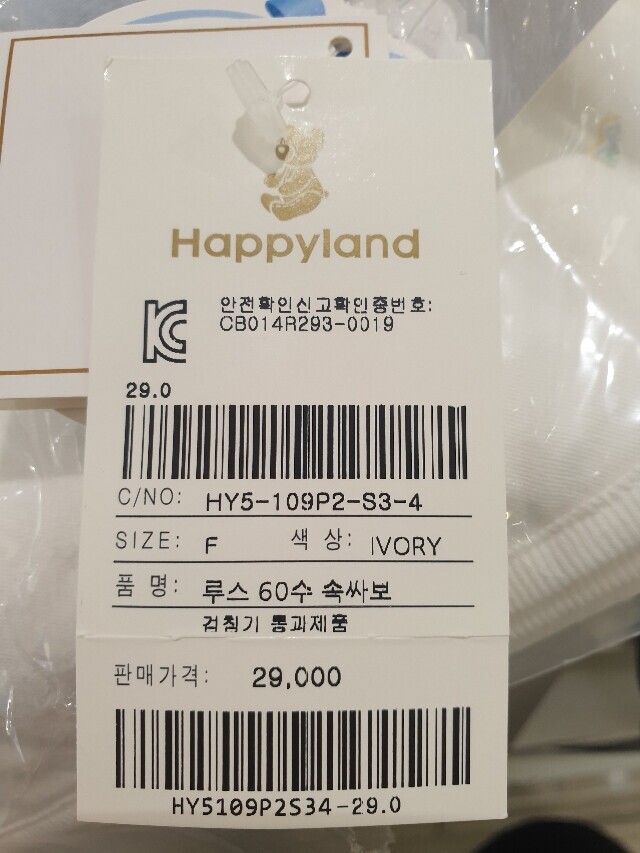 Happyland
안전확인신고확인증번호:
CB014R293-0019
29.0
C/NO: HY5-109P2-S3-4
SIZE: F 색 상: IVORY
품 명: 루스 60수 속싸보
검침기 통과제품
판매가격: 29,000
HY5109P2S34-29.0